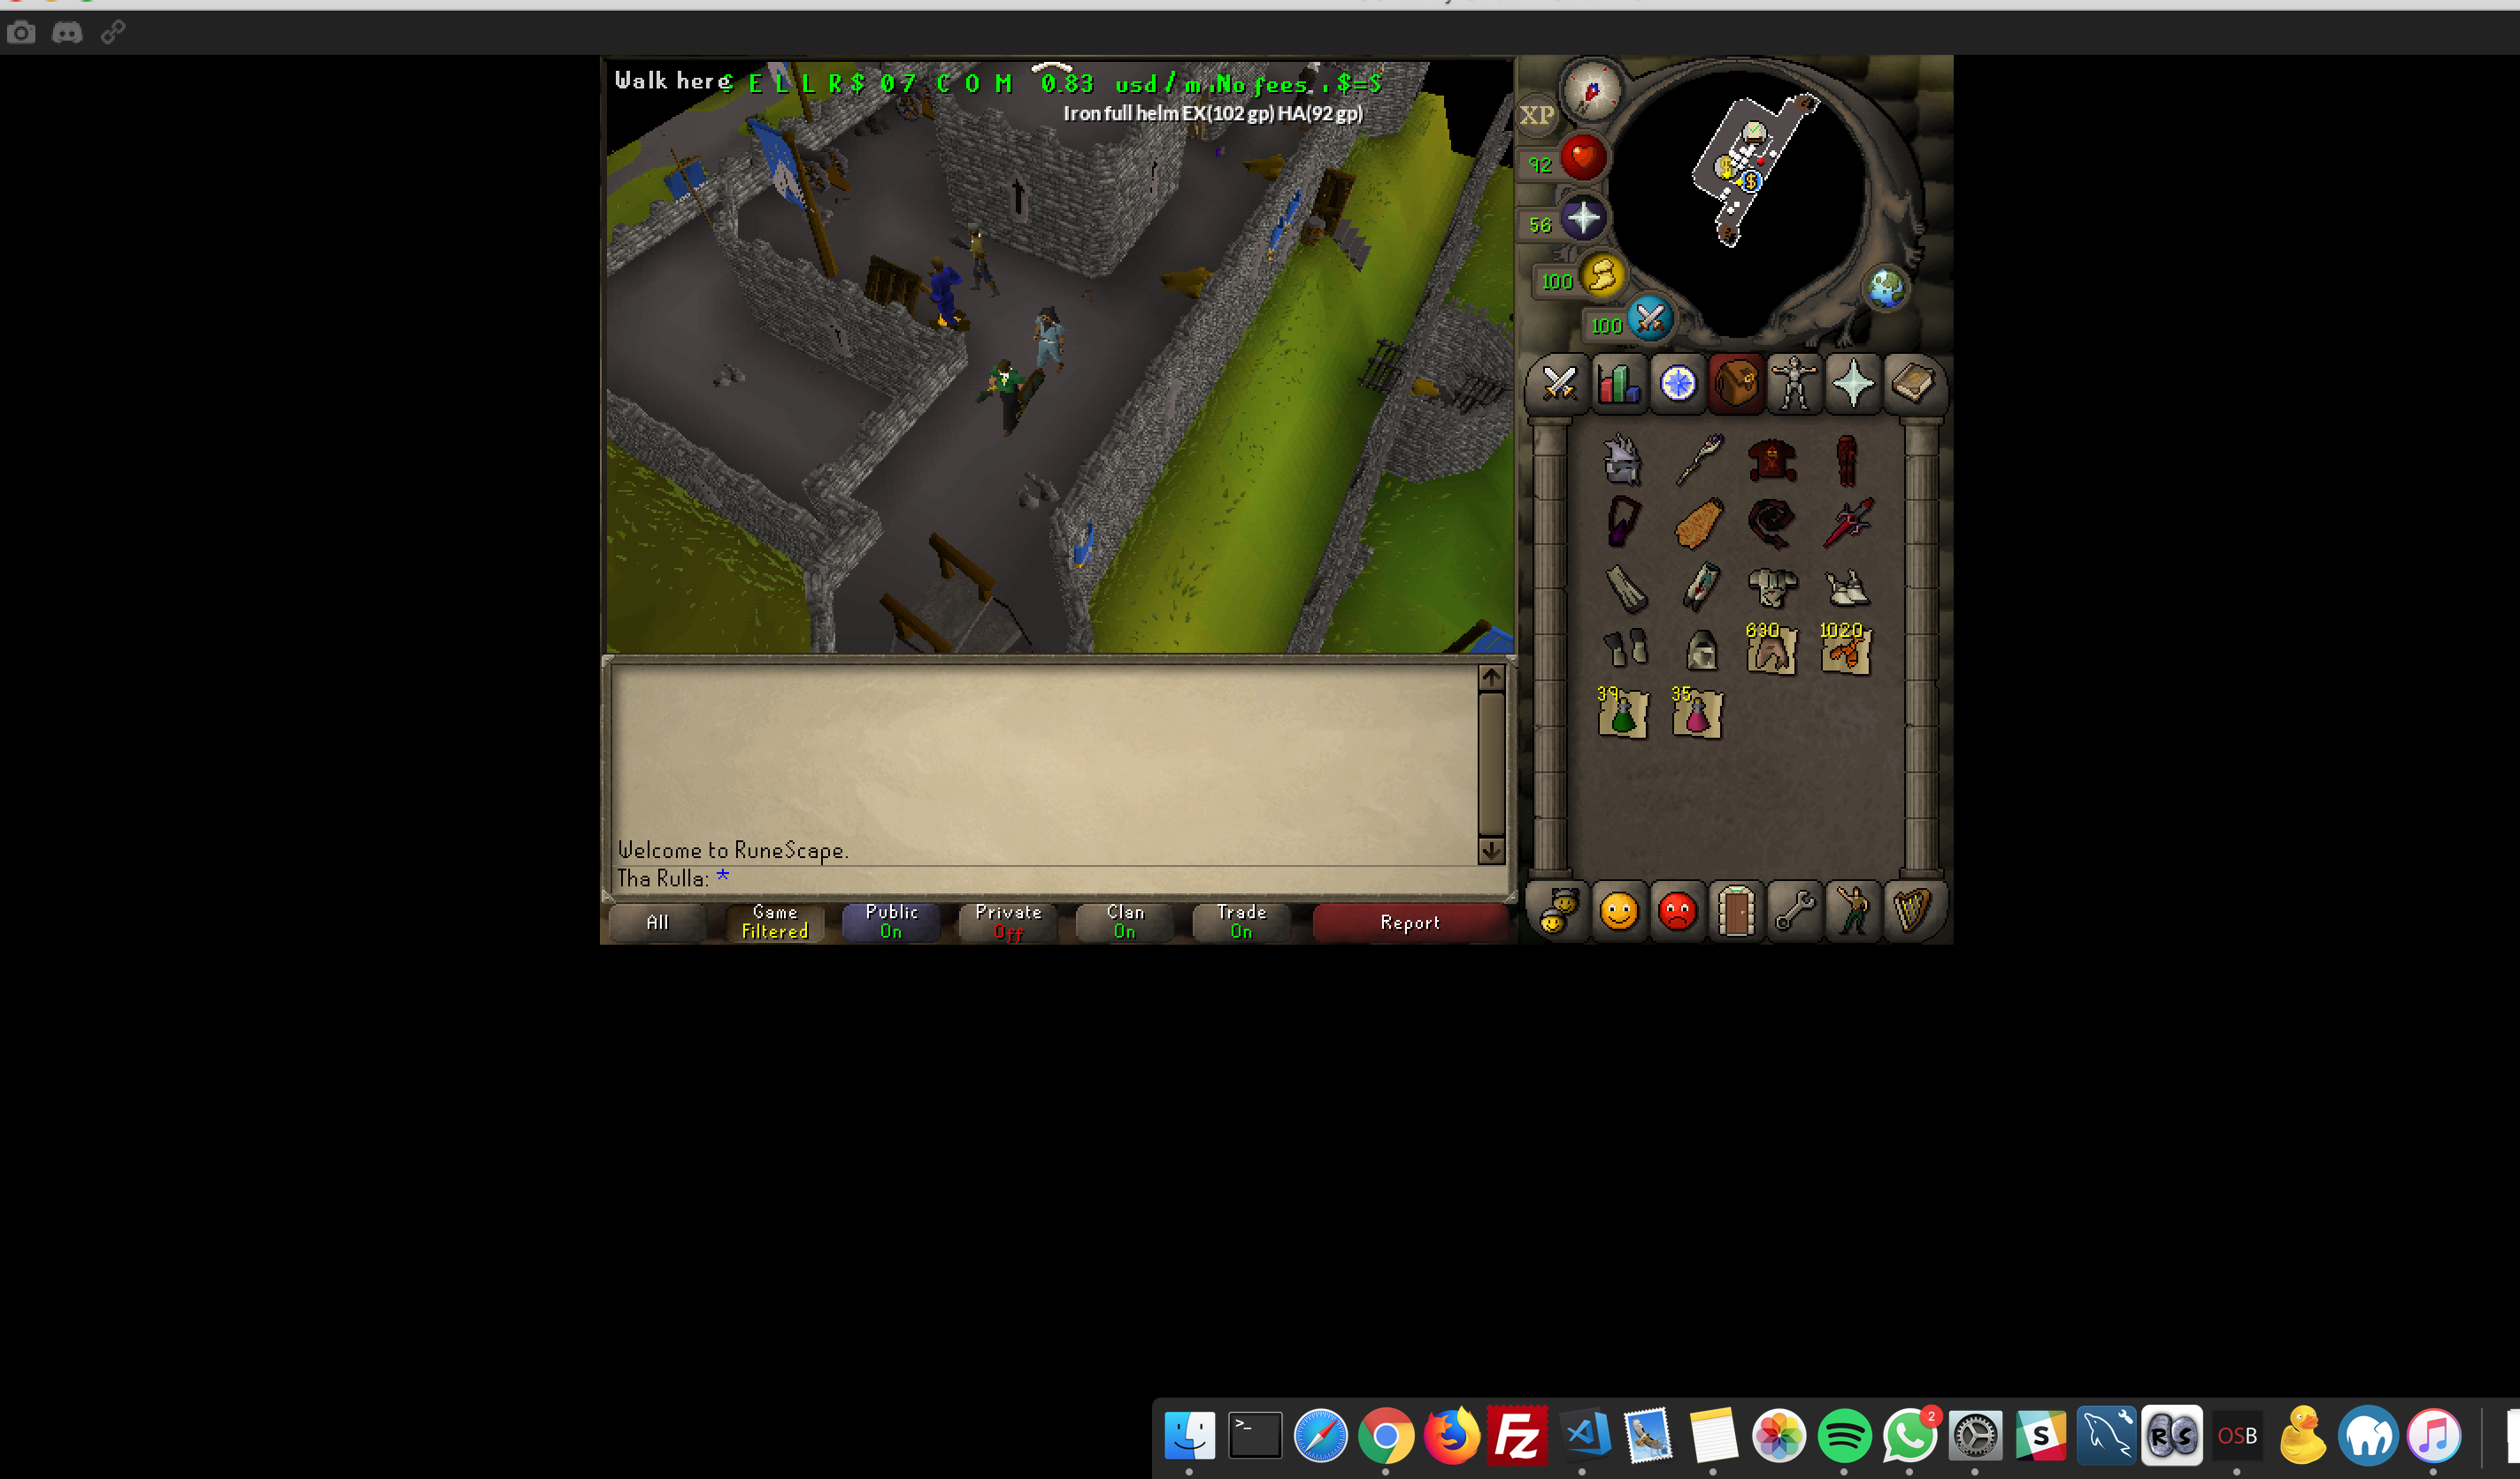 Walk here
S E L L R $ 0 7 C O M 0.83 usd / m .No fees. . $=S
Iron full helm EX(102 gp) HA(92 gp)
XP
92
56
100
100
630
1020
39
35
Welcome to RuneScape.
Tha Rulla: *
All
Game
Filtered
Public
On
Private
Off
Clan
On
Trade
On
Report
>_
Fz
2
S
RS
OSB